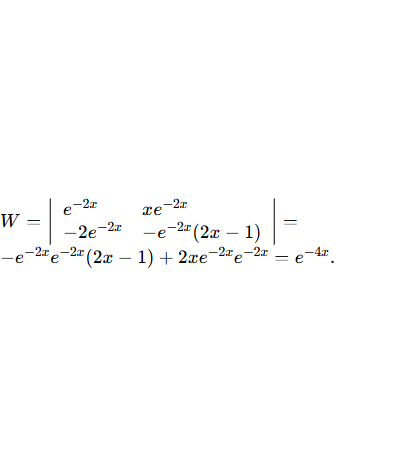 W = | e^{-2x}   xe^{-2x} |
    | -2e^{-2x}   -e^{-2x}(2x - 1) | =
-e^{-2x}e^{-2x}(2x - 1) + 2xe^{-2x}e^{-2x} = e^{-4x}.